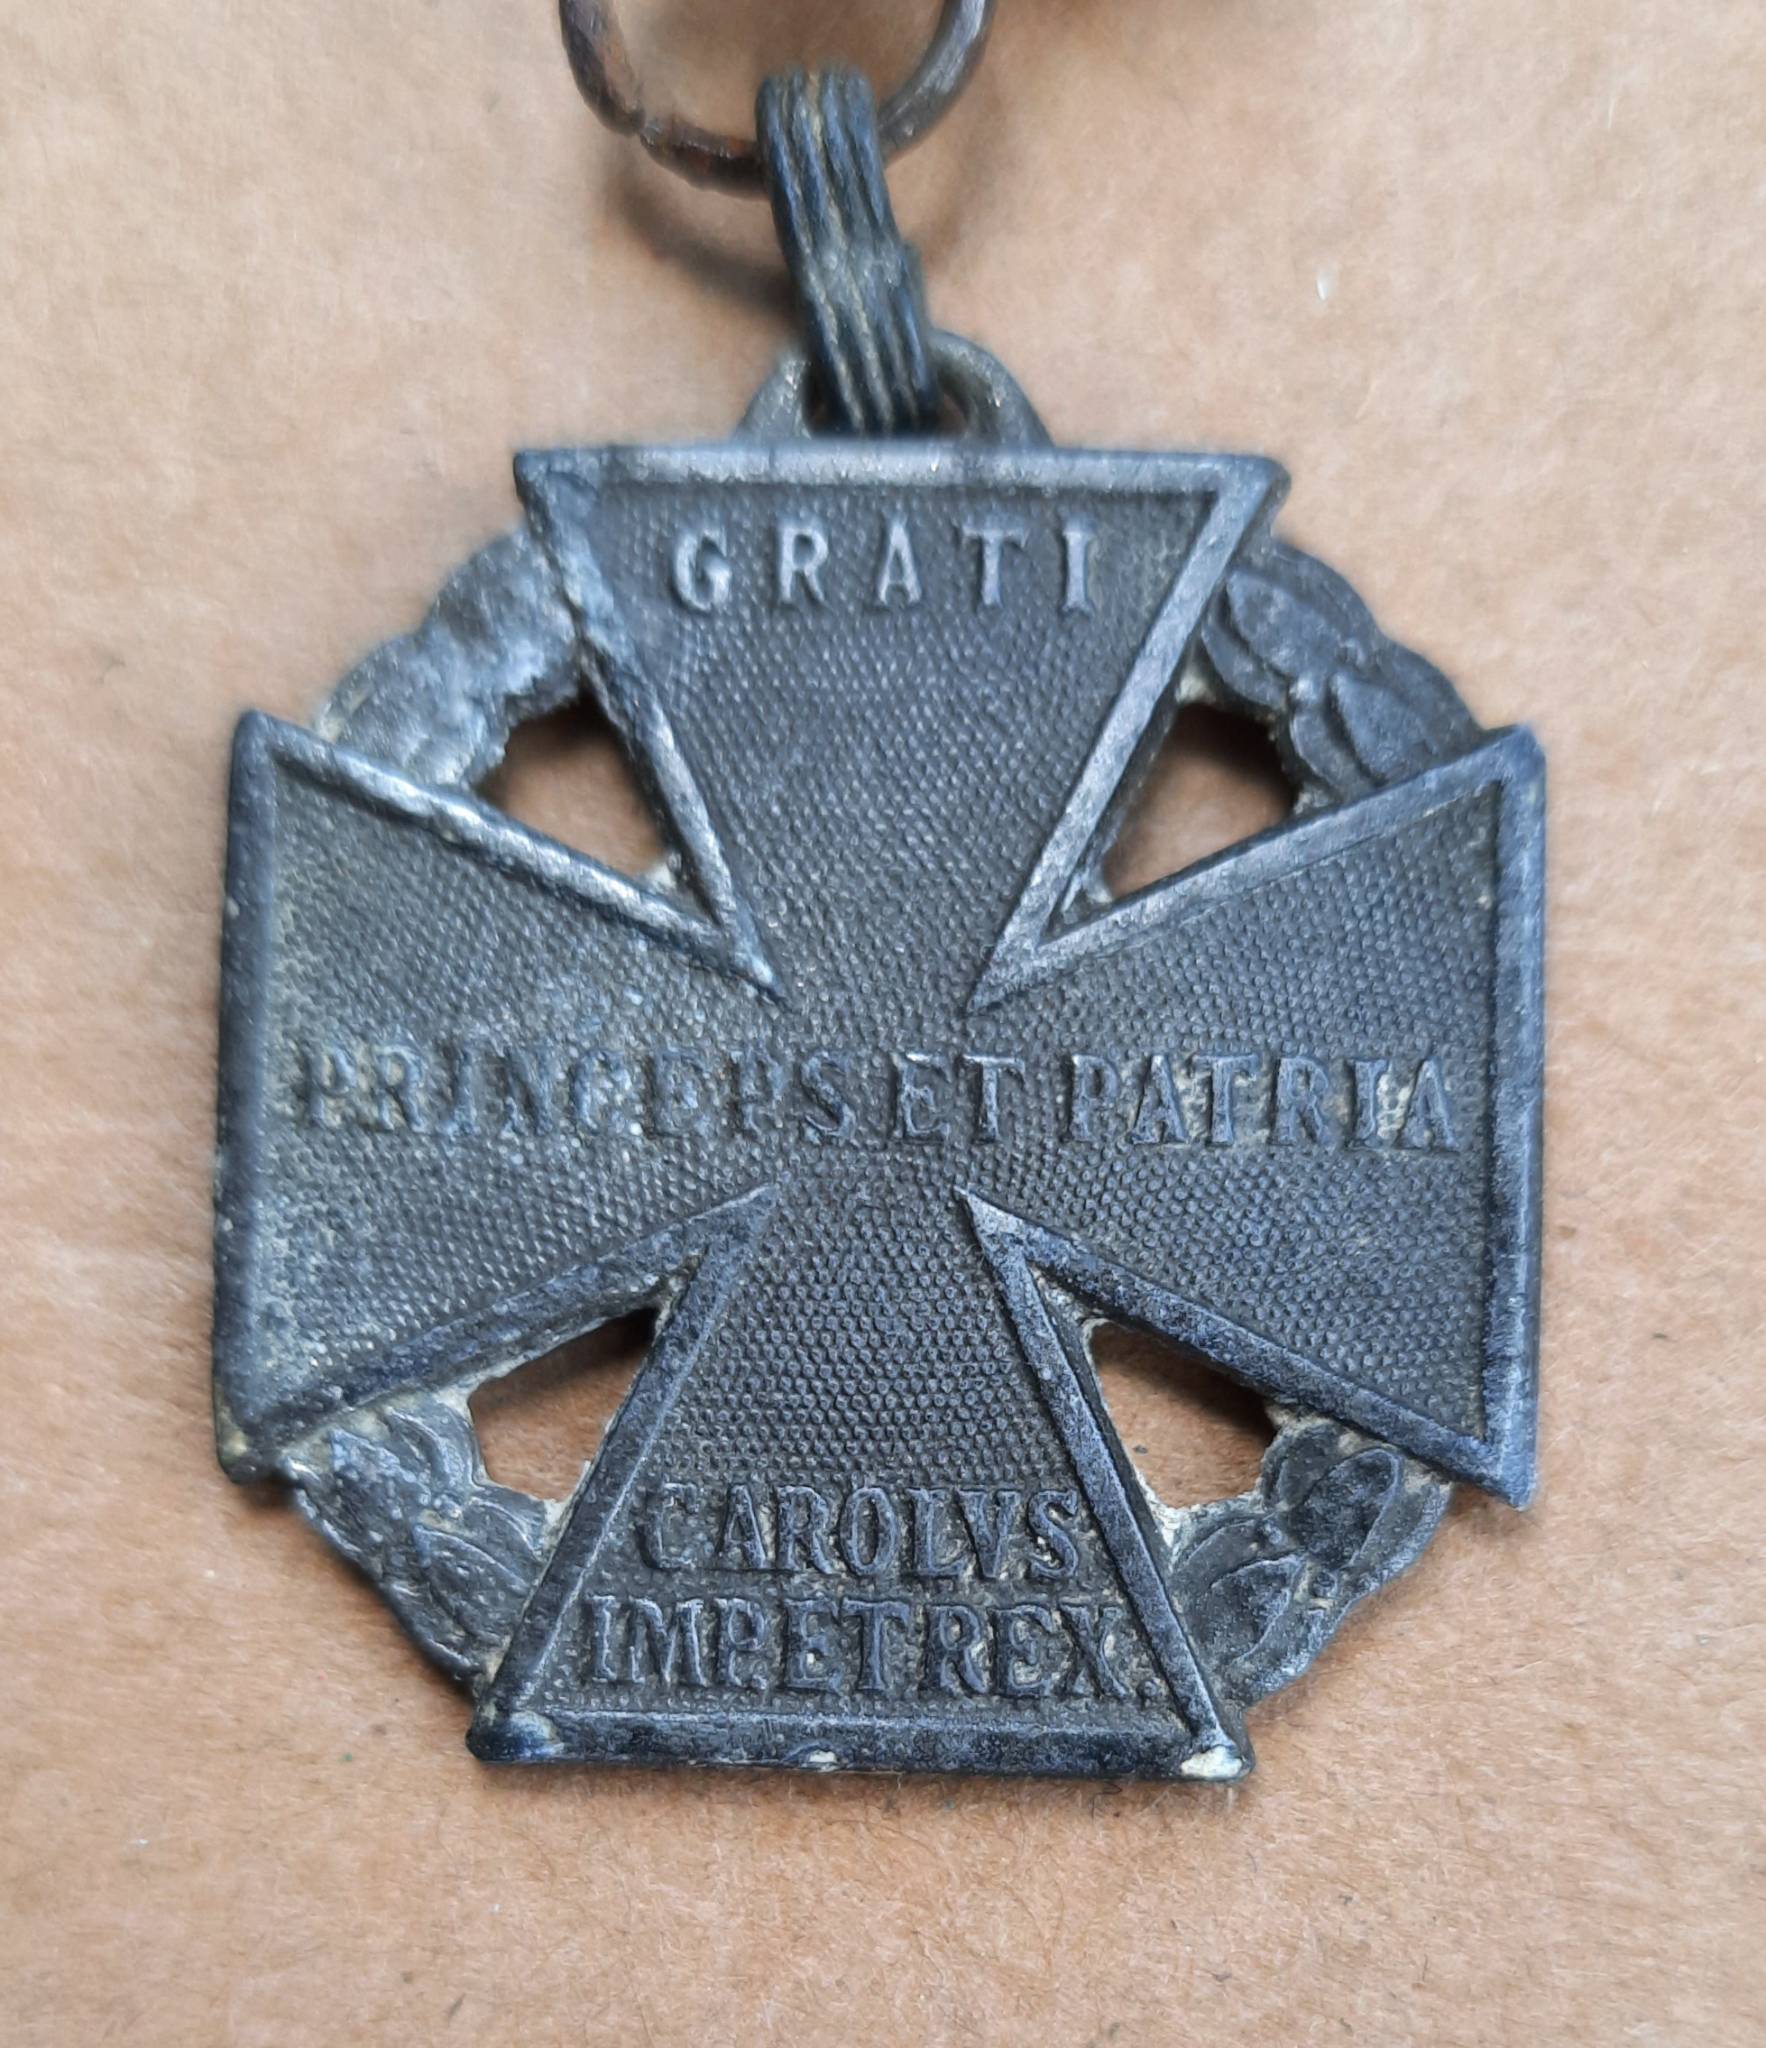 GRATI
PRINCEPS ET PATRIA
CAROLVS
IMP.ET REX.